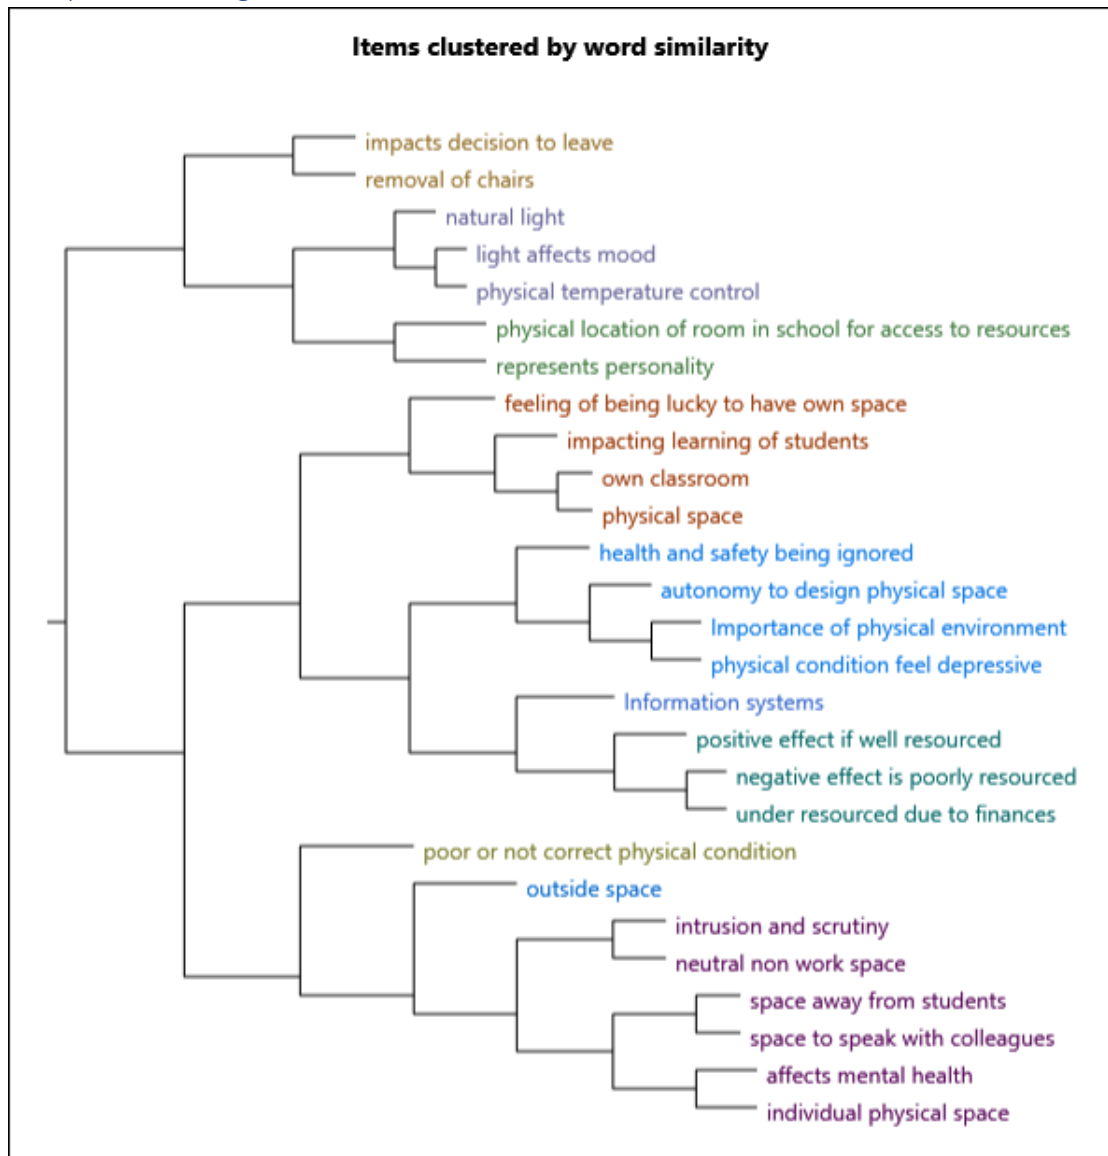 Items clustered by word similarity
impacts decision to leave
removal of chairs
natural light
light affects mood
physical temperature control
physical location of room in school for access to resources
represents personality
feeling of being lucky to have own space
impacting learning of students
own classroom
physical space
health and safety being ignored
autonomy to design physical space
Importance of physical environment
physical condition feel depressive
Information systems
positive effect if well resourced
negative effect is poorly resourced
under resourced due to finances
poor or not correct physical condition
outside space
intrusion and scrutiny
neutral non work space
space away from students
space to speak with colleagues
affects mental health
individual physical space